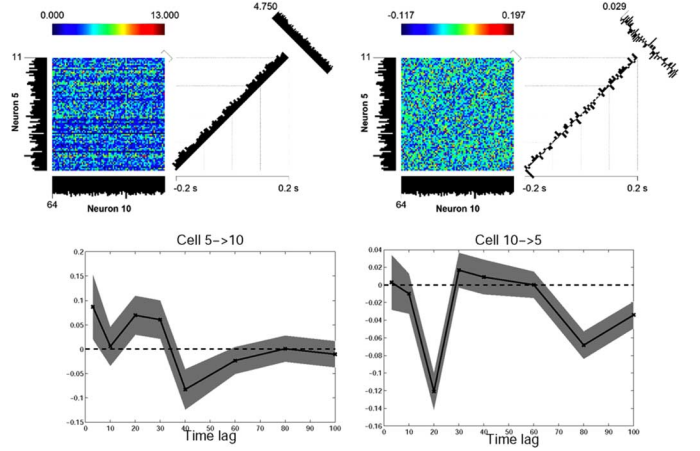 0.000 13.000 4.750
11
Neuron 5
-0.2 s 0.2 s
64
Neuron 10
-0.117 0.197 0.029
11
Neuron 5
-0.2 s 0.2 s
64
Neuron 10
Cell 5->10
0.2
0.15
0.1
0.05
0
-0.05
-0.1
-0.15
0 10 20 30 40 50 60 70 80 90 100
Time lag
Cell 10->5
0.04
0.02
0
-0.02
-0.04
-0.06
-0.08
-0.1
-0.12
-0.14
-0.16
0 10 20 30 40 50 60 70 80 90 100
Time lag